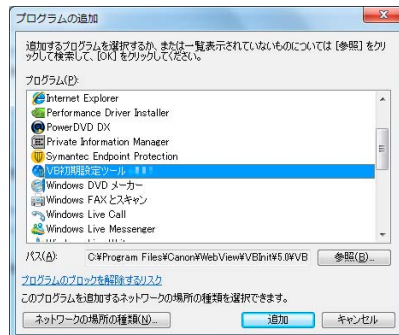 プログラムの追加
追加するプログラムを選択するか、または一覧表示されていないものについては [参照] をクリ
ックして検索して、[OK] をクリックしてください。
プログラム(P):
Internet Explorer
Performance Driver Installer
PowerDVD DX
Private Information Manager
Symantec Endpoint Protection
VB初期設定ツール
Windows DVD メーカー
Windows FAX とスキャン
Windows Live Call
Windows Live Messenger
パス(A): C:¥Program Files¥Canon¥WebView¥VBInit¥5.0¥VB 参照(B)...
プログラムのブロックを解除するリスク
このプログラムを追加するネットワークの場所の種類を選択できます。
ネットワークの場所の種類(N)... 追加 キャンセル